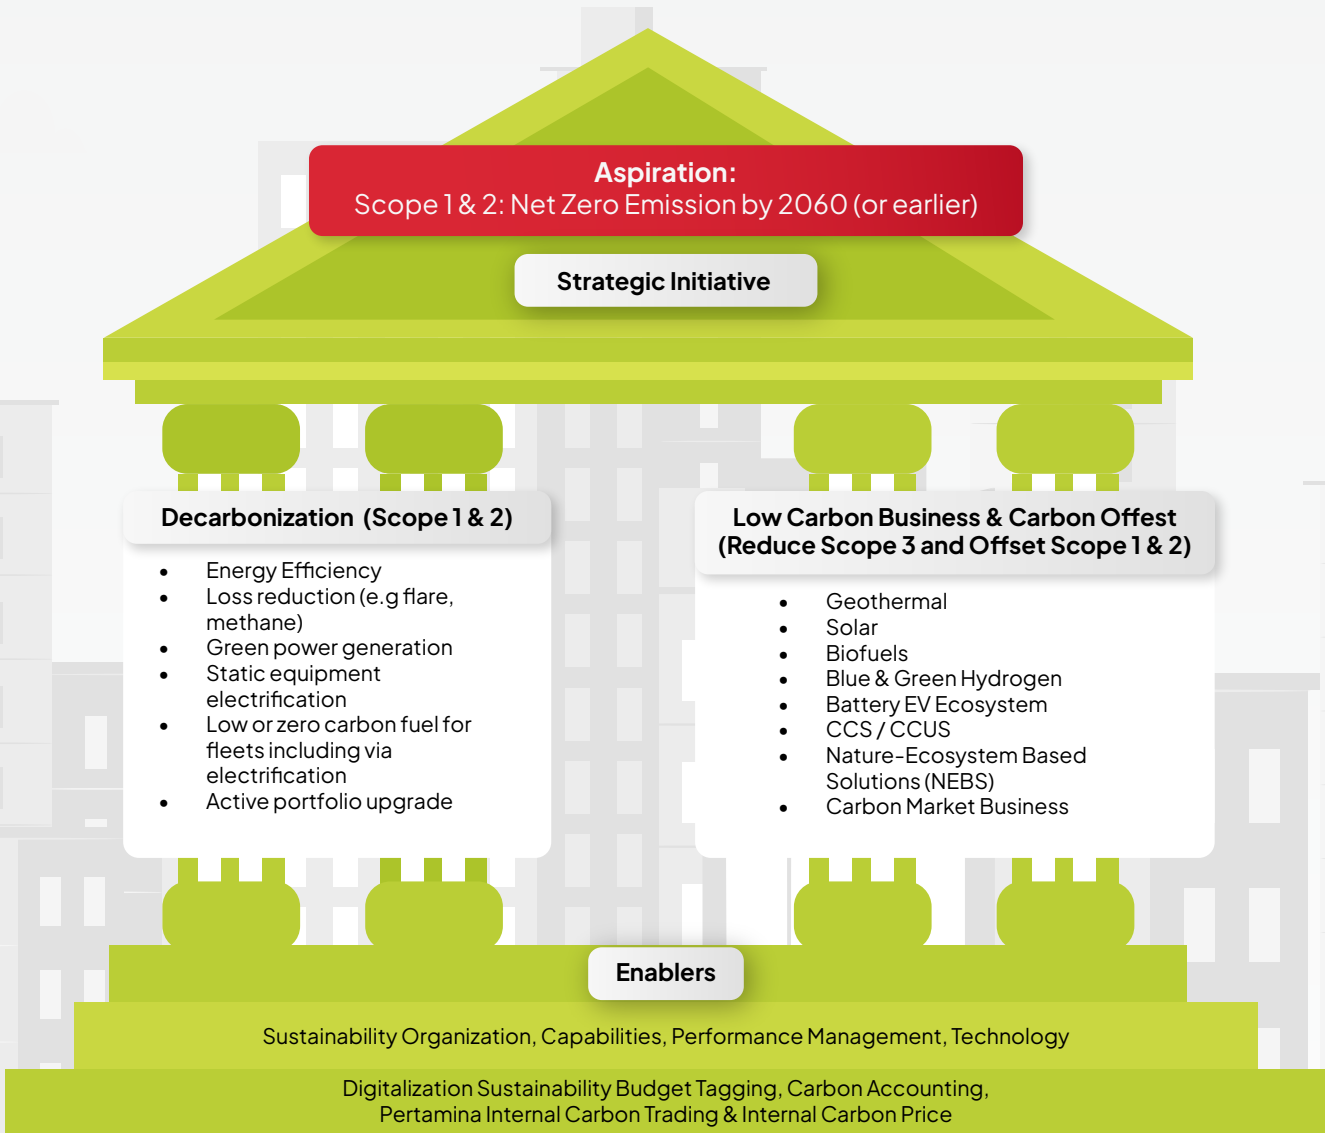 Aspiration:
Scope 1 & 2: Net Zero Emission by 2060 (or earlier)
Strategic Initiative
Decarbonization (Scope 1 & 2)
• Energy Efficiency
• Loss reduction (e.g flare,
methane)
• Green power generation
• Static equipment
electrification
• Low or zero carbon fuel for
fleets including via
electrification
• Active portfolio upgrade
Low Carbon Business & Carbon Offest
(Reduce Scope 3 and Offset Scope 1 & 2)
• Geothermal
• Solar
• Biofuels
• Blue & Green Hydrogen
• Battery EV Ecosystem
• CCS / CCUS
• Nature-Ecosystem Based
Solutions (NEBS)
• Carbon Market Business
Enablers
Sustainability Organization, Capabilities, Performance Management, Technology
Digitalization Sustainability Budget Tagging, Carbon Accounting,
Pertamina Internal Carbon Trading & Internal Carbon Price